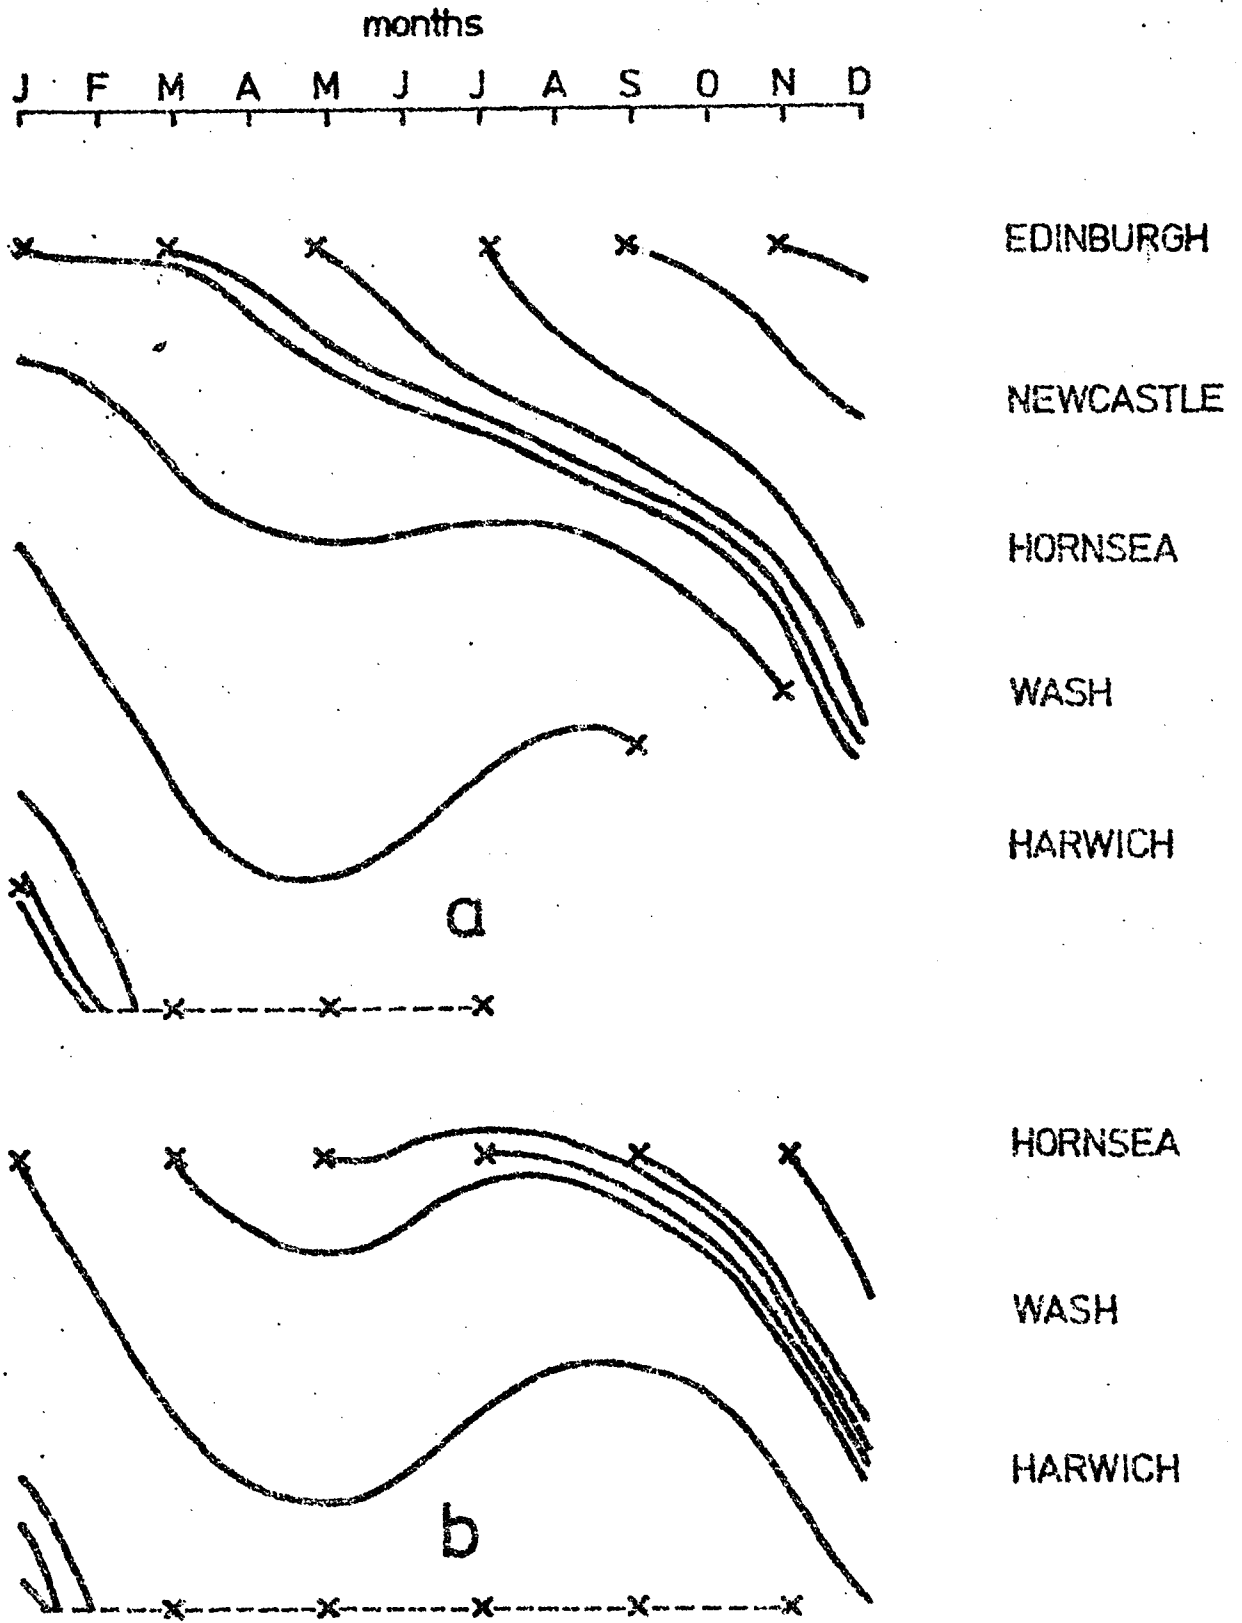 months
J F M A M J J A S O N D
EDINBURGH
NEWCASTLE
HORNSEA
WASH
HARWICH
a
HORNSEA
WASH
HARWICH
b